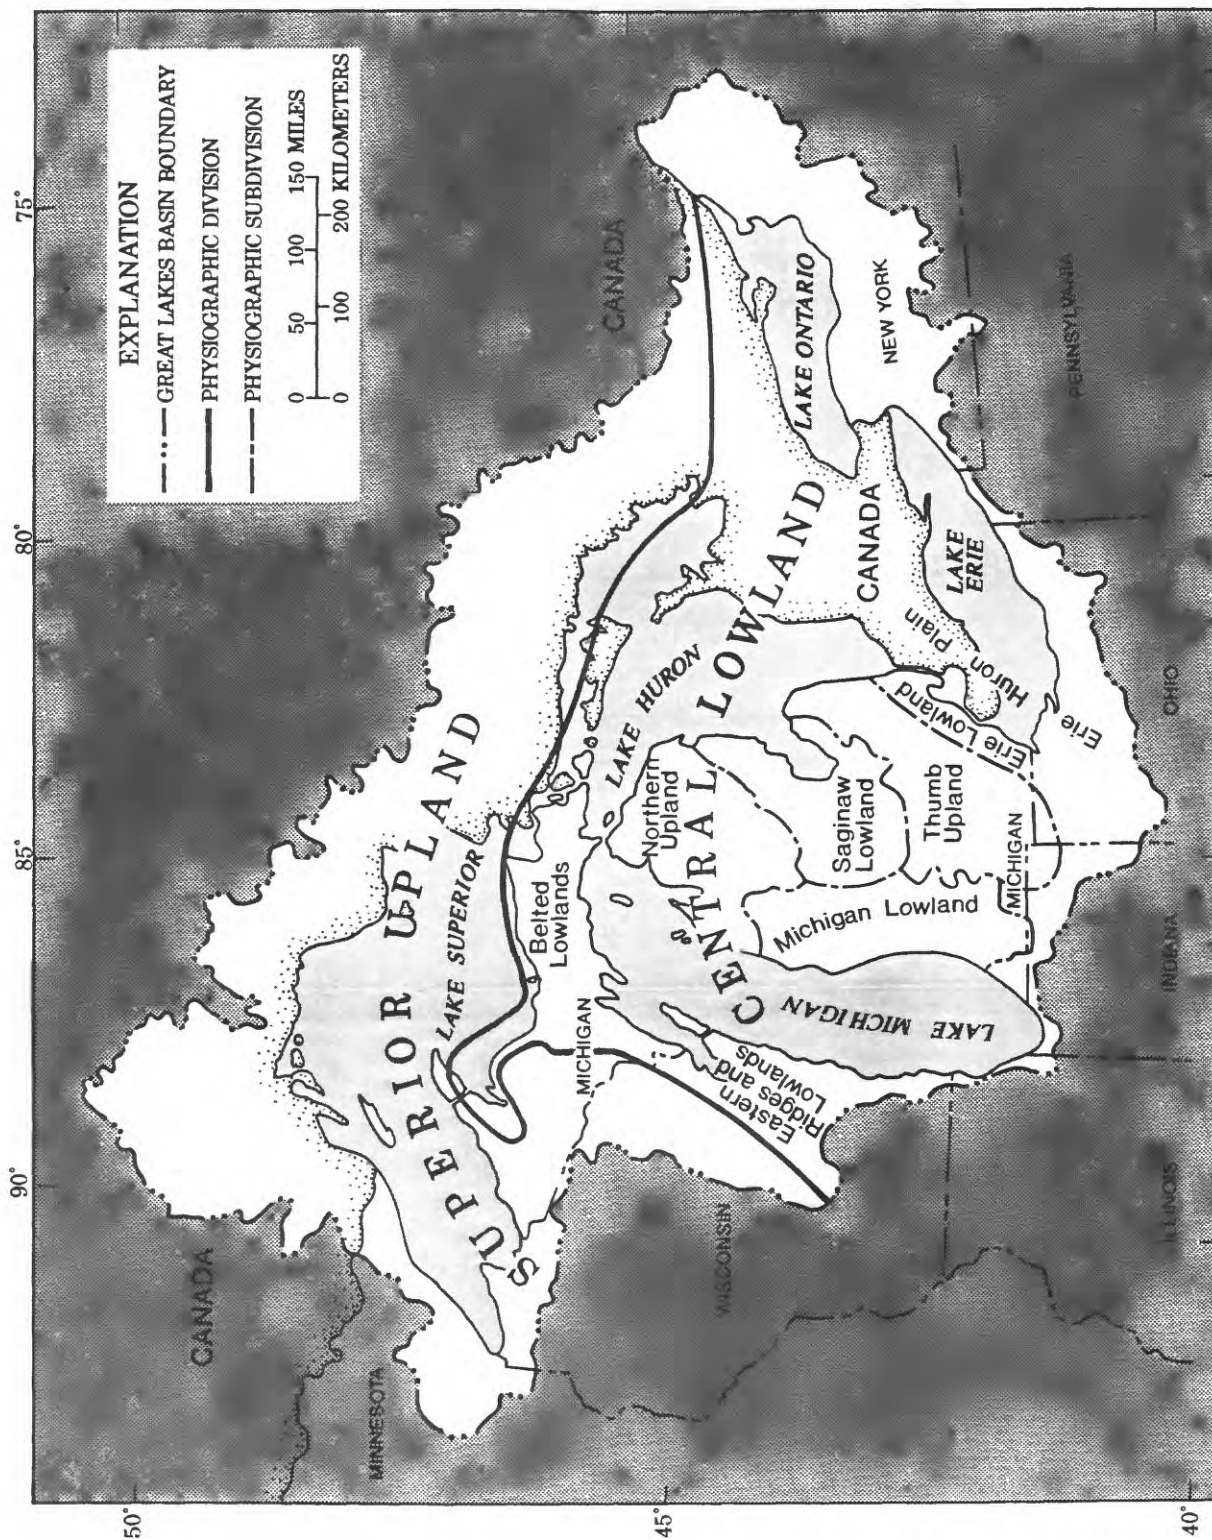 EXPLANATION
GREAT LAKES BASIN BOUNDARY
PHYSIOGRAPHIC DIVISION
PHYSIOGRAPHIC SUBDIVISION
0 50 100 150 MILES
0 100 200 KILOMETERS
90°
85°
80°
75°
50°
45°
40°
CANADA
MINNESOTA
CANADA
SUPERIOR UPLAND
LAKE SUPERIOR
Belted
Lowlands
MICHIGAN
WISCONSIN
Eastern
Ridges and
Lowlands
CENTRAL LOWLAND
LAKE HURON
Northern
Upland
LAKE MICHIGAN
Michigan Lowland
Saginaw
Lowland
Thumb
Upland
MICHIGAN
Erie Lowland
Erie Huron Plain
CANADA
LAKE
ERIE
LAKE ONTARIO
NEW YORK
PENNSYLVANIA
OHIO
INDIANA
ILLINOIS